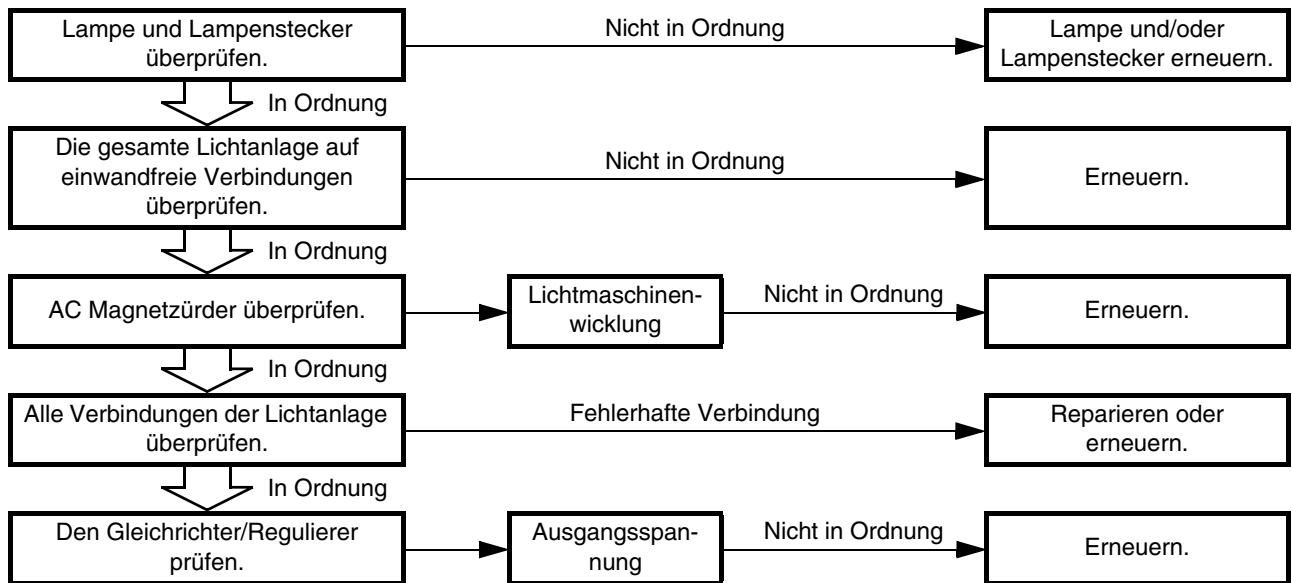 Lampe und Lampenstecker
überprüfen.
Nicht in Ordnung
Lampe und/oder
Lampenstecker erneuern.
In Ordnung
Die gesamte Lichtanlage auf
einwandfreie Verbindungen
überprüfen.
Nicht in Ordnung
Erneuern.
In Ordnung
AC Magnetzürder überprüfen.
Lichtmaschinen-
wicklung
Nicht in Ordnung
Erneuern.
In Ordnung
Alle Verbindungen der Lichtanlage
überprüfen.
Fehlerhafte Verbindung
Reparieren oder
erneuern.
In Ordnung
Den Gleichrichter/Regulierer
prüfen.
Ausgangsspan-
nung
Nicht in Ordnung
Erneuern.